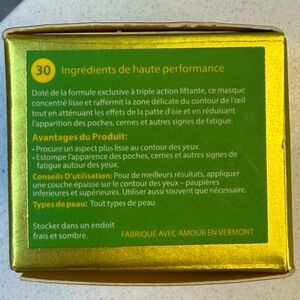 30 Ingrédients de haute performance
Doté de la formule exclusive à triple action liftante, ce masque
concentré lisse et raffermit la zone délicate du contour de l'œil
tout en atténuant les effets de la patte d'oie et en réduisant
l'apparition des poches, cernes et autres signes de fatigue.
Avantages du Produit:
• Procure un aspect plus lisse au contour des yeux.
• Estompe l'apparence des poches, cernes et autres signes de
fatigue autour des yeux.
Conseils D'utilisation: Pour de meilleurs résultats, appliquer
une couche épaisse sur le contour des yeux – paupières
inferieures et supérieures. Utiliser aussi souvent que nécessaire.
Types de peau: Tout types de peau
Stocker dans un endoit
frais et sombre.
FABRIQUÉ AVEC AMOUR EN VERMONT